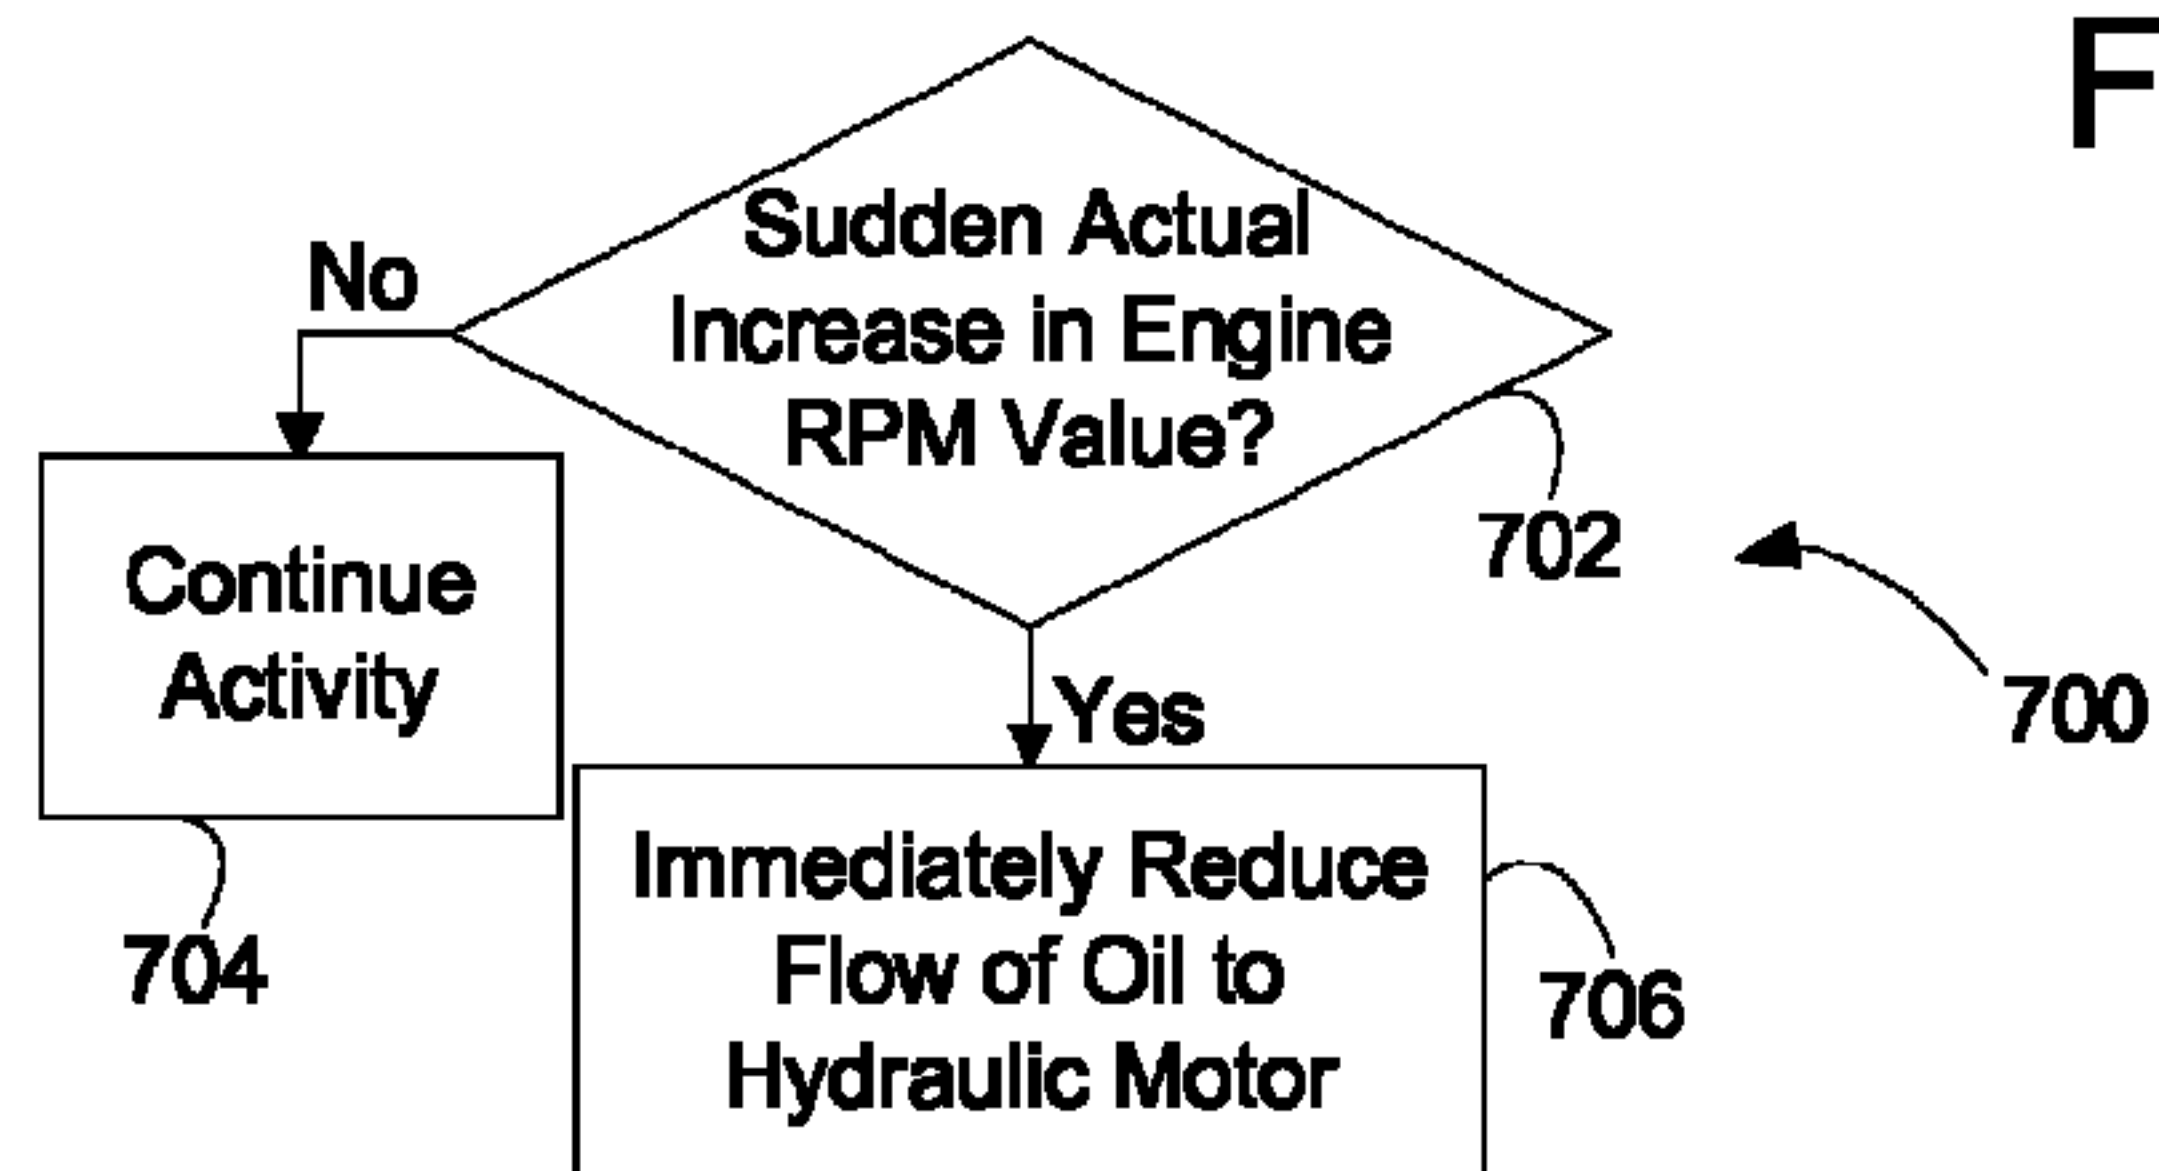 F
Sudden Actual
Increase in Engine
RPM Value?
No
702
Continue
Activity
704
Yes
700
Immediately Reduce
Flow of Oil to
Hydraulic Motor
706